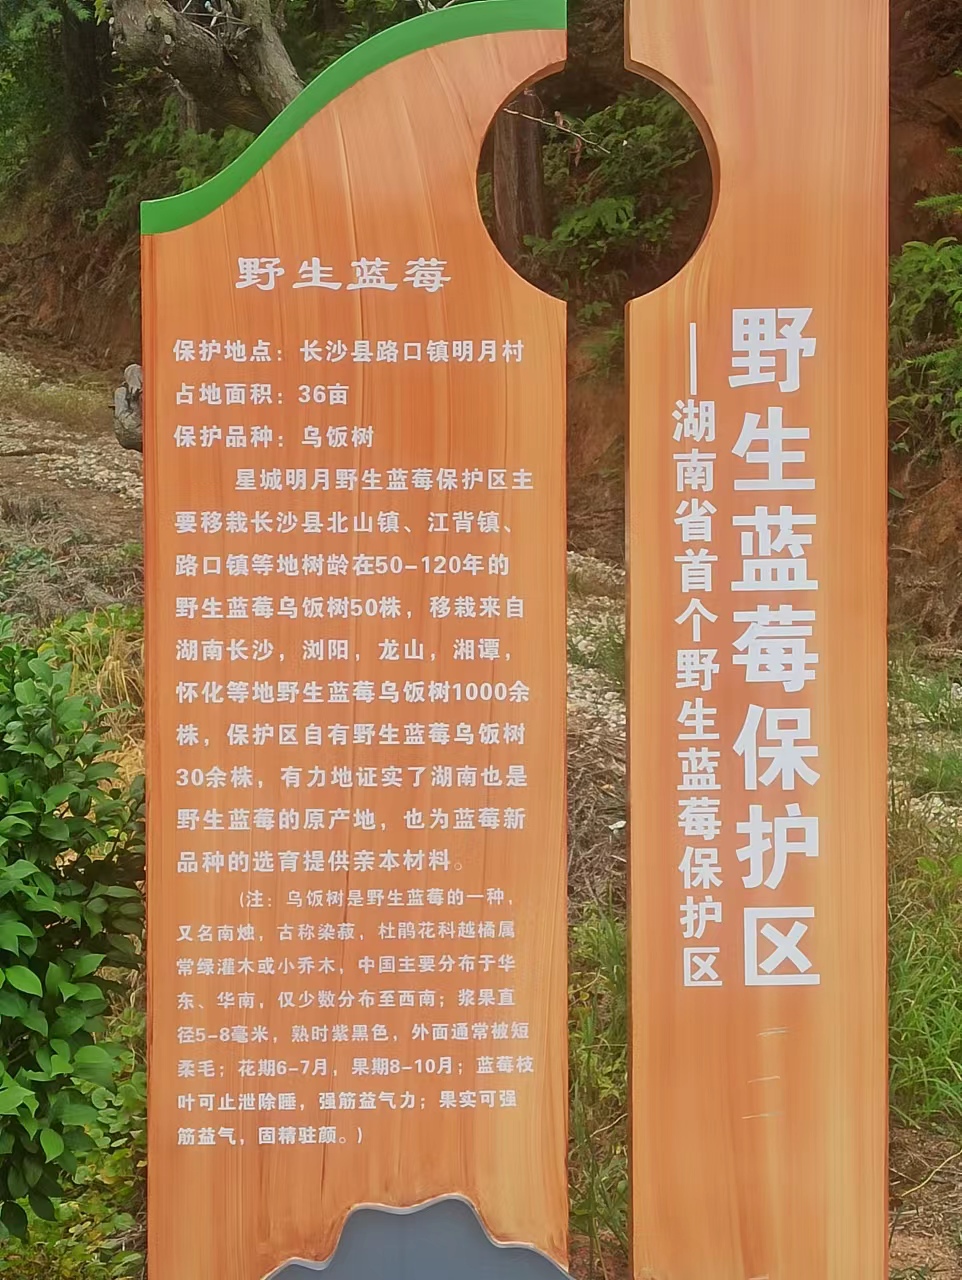 野生蓝莓
保护地点：长沙县路口镇明月村
占地面积：36亩
保护品种：乌饭树
星城明月野生蓝莓保护区主
要移栽长沙县北山镇、江背镇、
路口镇等地树龄在50-120年的
野生蓝莓乌饭树50株，移栽来自
湖南长沙，浏阳，龙山，湘谭，
怀化等地野生蓝莓乌饭树1000余
株，保护区自有野生蓝莓乌饭树
30余株，有力地证实了湖南也是
野生蓝莓的原产地，也为蓝莓新
品种的选育提供亲本材料。
(注：乌饭树是野生蓝莓的一种，
又名南烛，古称染菽，杜鹃花科越橘属
常绿灌木或小乔木，中国主要分布于华
东、华南，仅少数分布至西南；浆果直
径5-8毫米，熟时紫黑色，外面通常被短
柔毛；花期6-7月，果期8-10月；蓝莓枝
叶可止泄除睡，强筋益气力；果实可强
筋益气，固精驻颜。)
野生蓝莓保护区
——湖南省首个野生蓝莓保护区